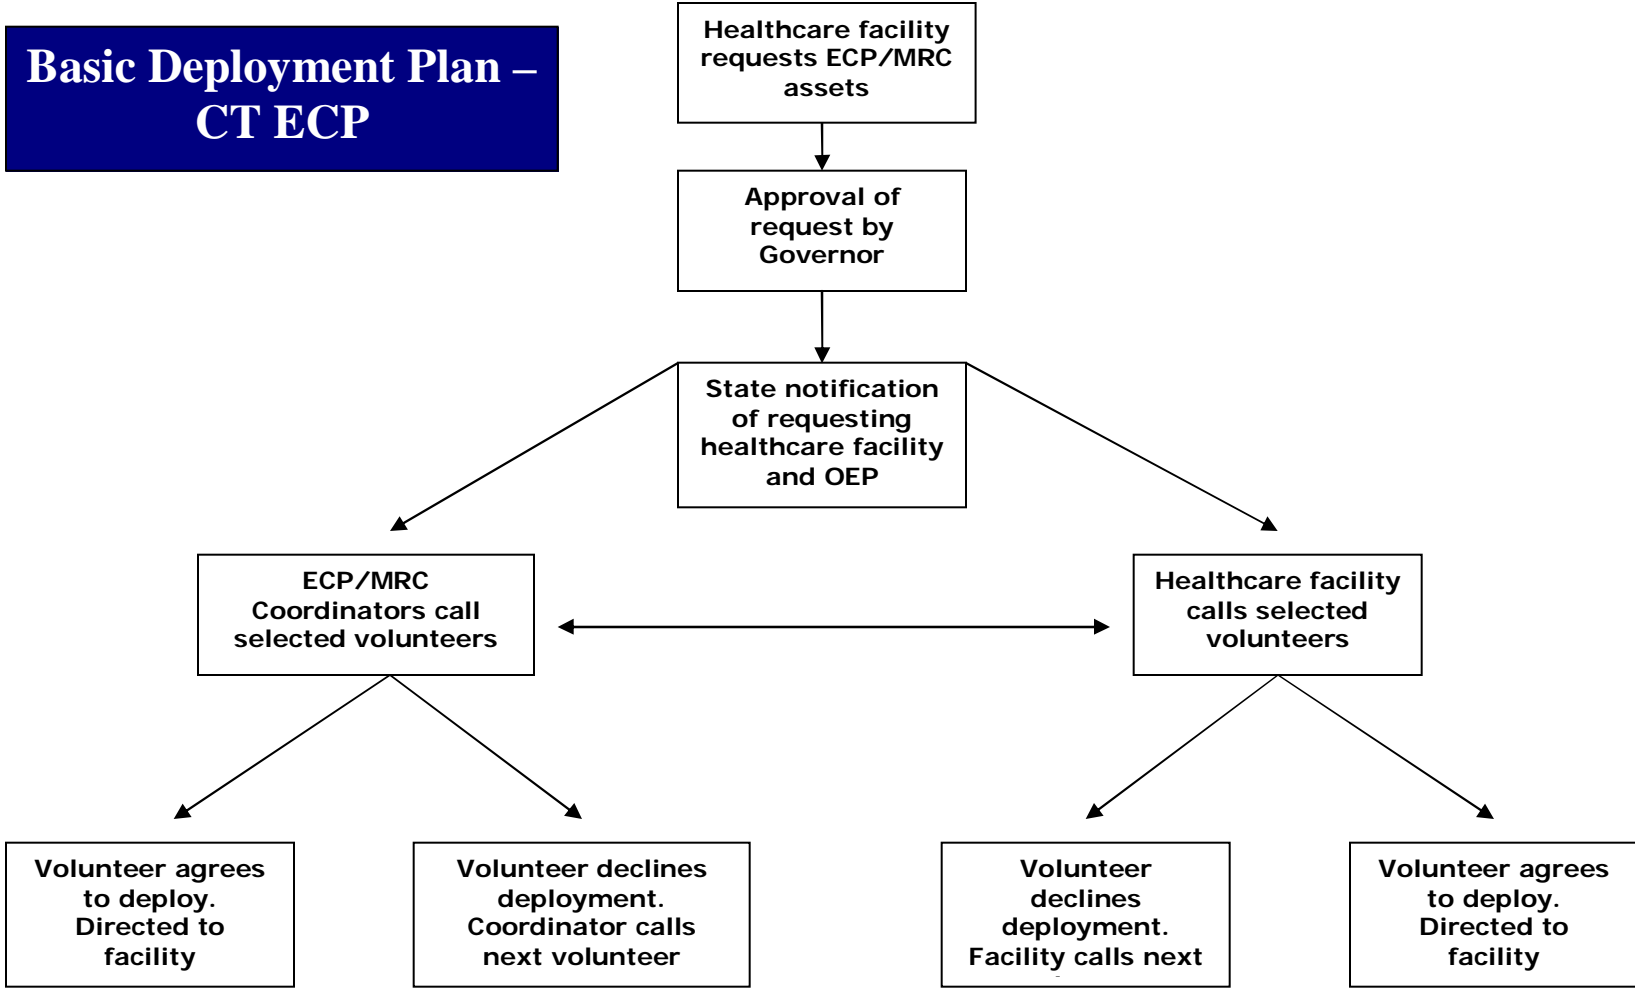 Basic Deployment Plan –
CT ECP
Healthcare facility
requests ECP/MRC
assets
Approval of
request by
Governor
State notification
of requesting
healthcare facility
and OEP
ECP/MRC
Coordinators call
selected volunteers
Healthcare facility
calls selected
volunteers
Volunteer agrees
to deploy.
Directed to
facility
Volunteer declines
deployment.
Coordinator calls
next volunteer
Volunteer
declines
deployment.
Facility calls next
Volunteer agrees
to deploy.
Directed to
facility